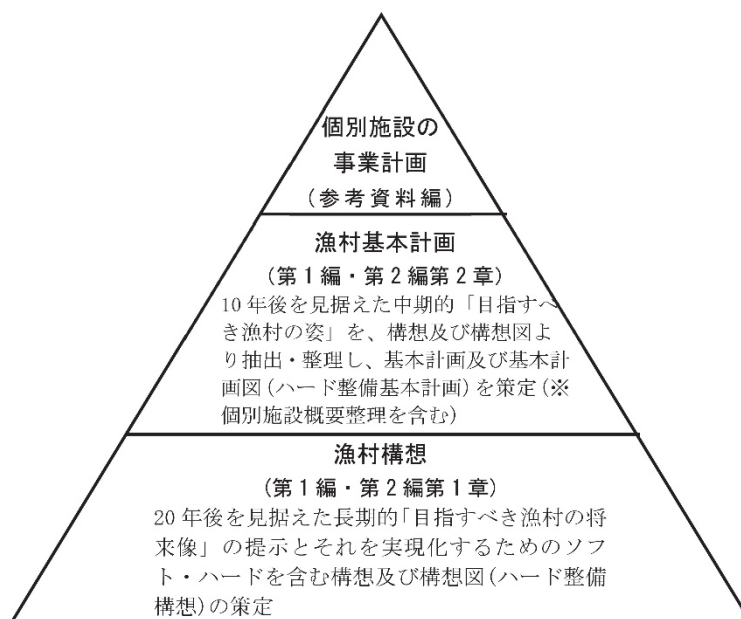 個別施設の
事業計画
(参考資料編)
漁村基本計画
(第1編・第2編第2章)
10年後を見据えた中期的「目指すべ
き漁村の姿」を、構想及び構想図よ
り抽出・整理し、基本計画及び基本計
画図(ハード整備基本計画)を策定(※
個別施設概要整理を含む)
漁村構想
(第1編・第2編第1章)
20年後を見据えた長期的「目指すべき漁村の将
来像」の提示とそれを実現化するためのソフ
ト・ハードを含む構想及び構想図(ハード整備
構想)の策定